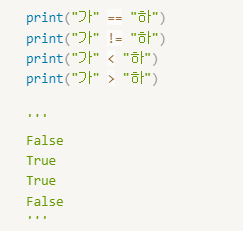 print("가" == "하")
print("가" != "하")
print("가" < "하")
print("가" > "하")
'''
False
True
True
False
'''